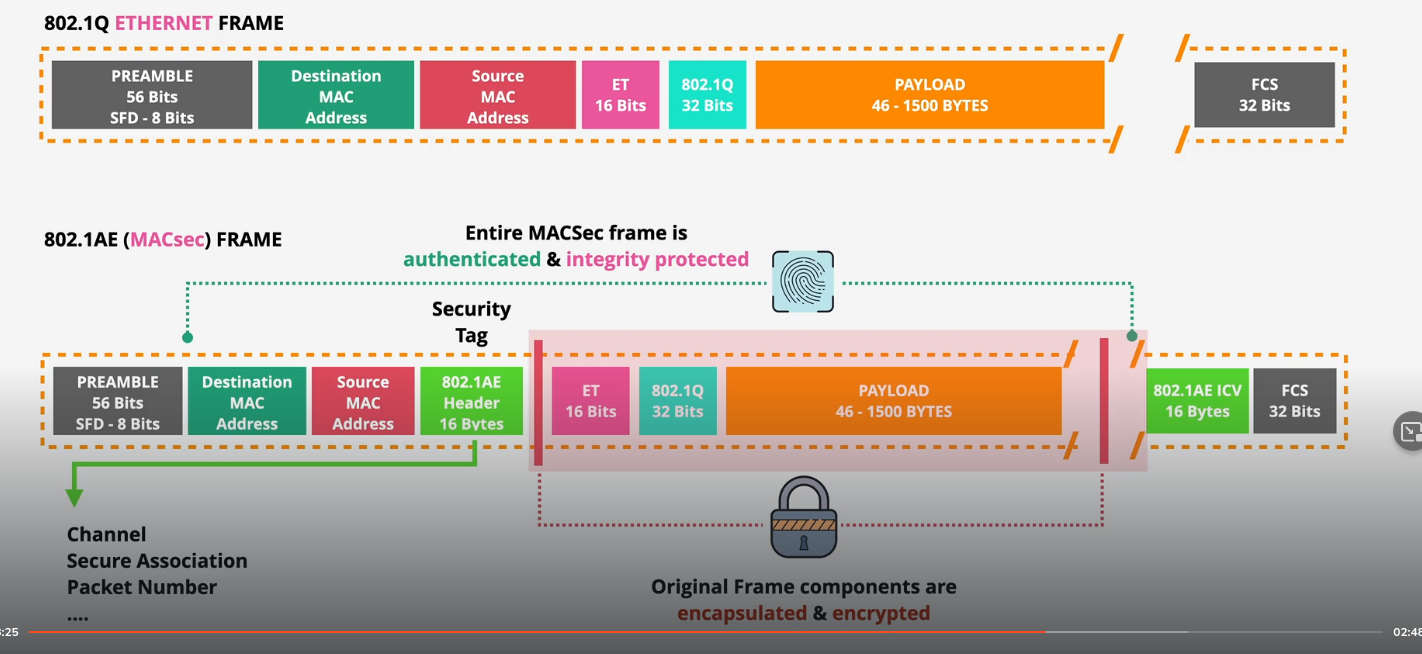 802.1Q ETHERNET FRAME
PREAMBLE
56 Bits
SFD - 8 Bits
Destination
MAC
Address
Source
MAC
Address
ET
16 Bits
802.1Q
32 Bits
PAYLOAD
46 - 1500 BYTES
FCS
32 Bits
802.1AE (MACsec) FRAME
Entire MACSec frame is
authenticated & integrity protected
Security
Tag
PREAMBLE
56 Bits
SFD - 8 Bits
Destination
MAC
Address
Source
MAC
Address
802.1AE
Header
16 Bytes
ET
16 Bits
802.1Q
32 Bits
PAYLOAD
46 - 1500 BYTES
802.1AE ICV
16 Bytes
FCS
32 Bits
Channel
Secure Association
Packet Number
....
Original Frame components are
encapsulated & encrypted
:25
02:48